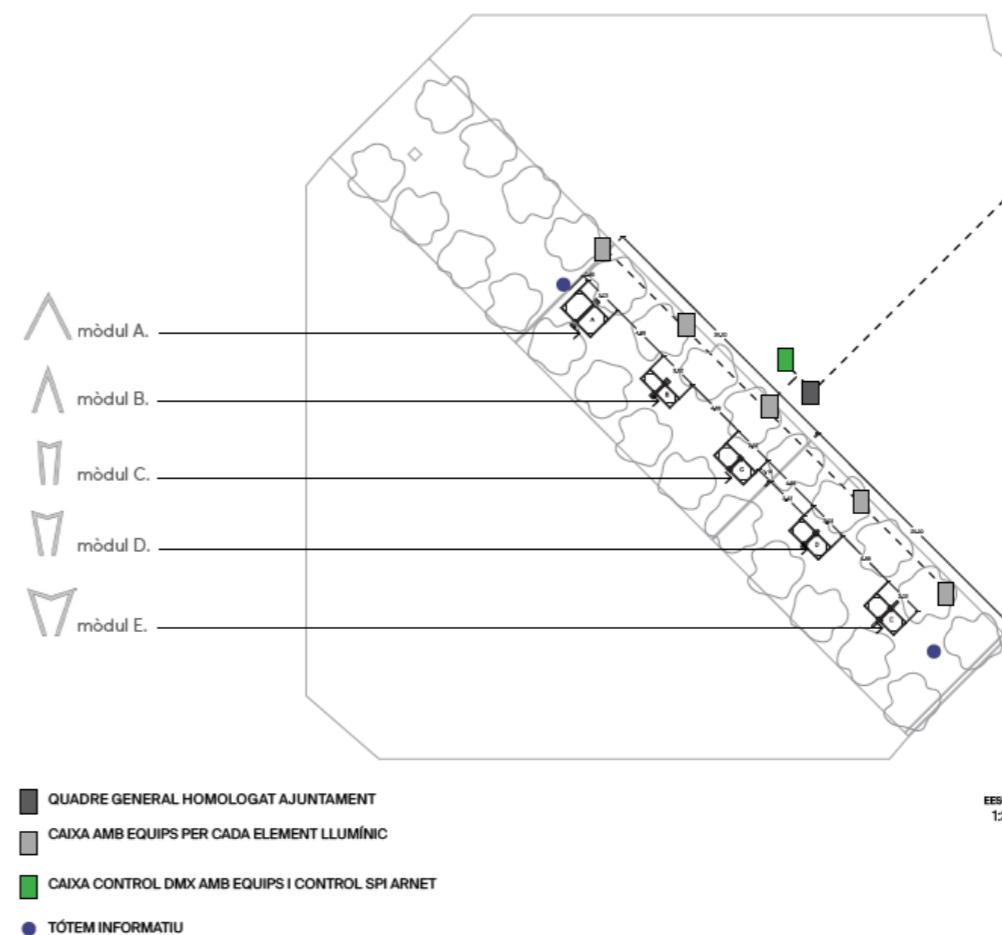 mòdul A.
mòdul B.
mòdul C.
mòdul D.
mòdul E.
A
B
C
D
QUADRE GENERAL HOMOLOGAT AJUNTAMENT
CAIXA AMB EQUIPS PER CADA ELEMENT LLUMÍNIC
CAIXA CONTROL DMX AMB EQUIPS I CONTROL SPI ARNET
TÓTEM INFORMATIU